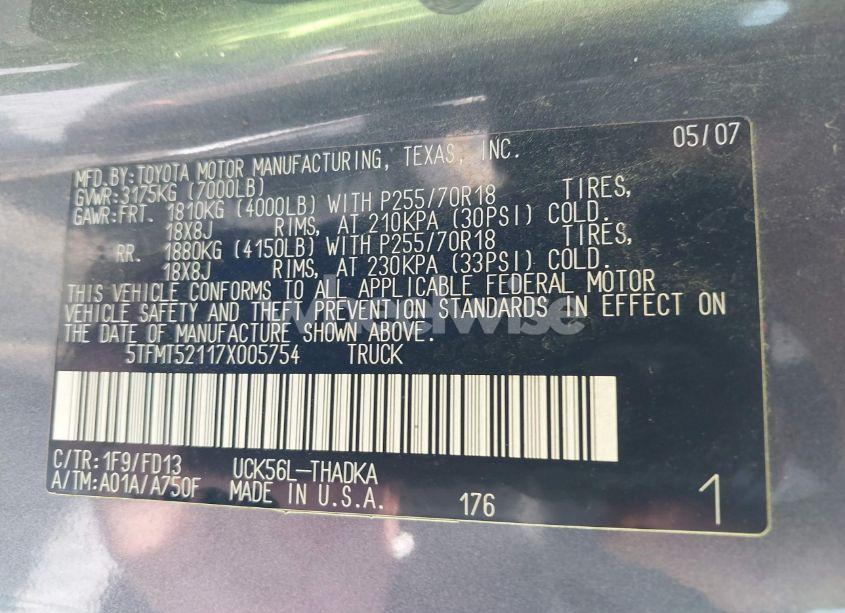 MFD.BY:TOYOTA MOTOR MANUFACTURING, TEXAS, INC. 05/07
GVWR:3175KG (7000LB)
GAWR:FRT. 1810KG (4000LB) WITH P255/70R18 TIRES,
18X8J RIMS, AT 210KPA (30PSI) COLD.
RR. 1880KG (4150LB) WITH P255/70R18 TIRES,
18X8J RIMS, AT 230KPA (33PSI) COLD.
THIS VEHICLE CONFORMS TO ALL APPLICABLE FEDERAL MOTOR
VEHICLE SAFETY AND THEFT PREVENTION STANDARDS IN EFFECT ON
THE DATE OF MANUFACTURE SHOWN ABOVE.
wheelwise
5TFMT52117X005754 TRUCK
C/TR:1F9/FD13 UCK56L-THADKA
A/TM:A01A/A750F MADE IN U.S.A. 176 1